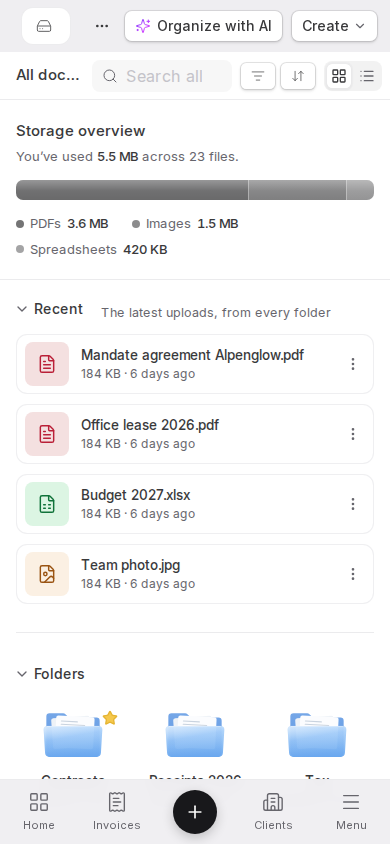 Organize with AI
Create
All doc...
Search all
Storage overview
You've used 5.5 MB across 23 files.
PDFs 3.6 MB
Images 1.5 MB
Spreadsheets 420 KB
Recent
The latest uploads, from every folder
Mandate agreement Alpenglow.pdf
184 KB · 6 days ago
Office lease 2026.pdf
184 KB · 6 days ago
Budget 2027.xlsx
184 KB · 6 days ago
Team photo.jpg
184 KB · 6 days ago
Folders
Home
Invoices
Clients
Menu